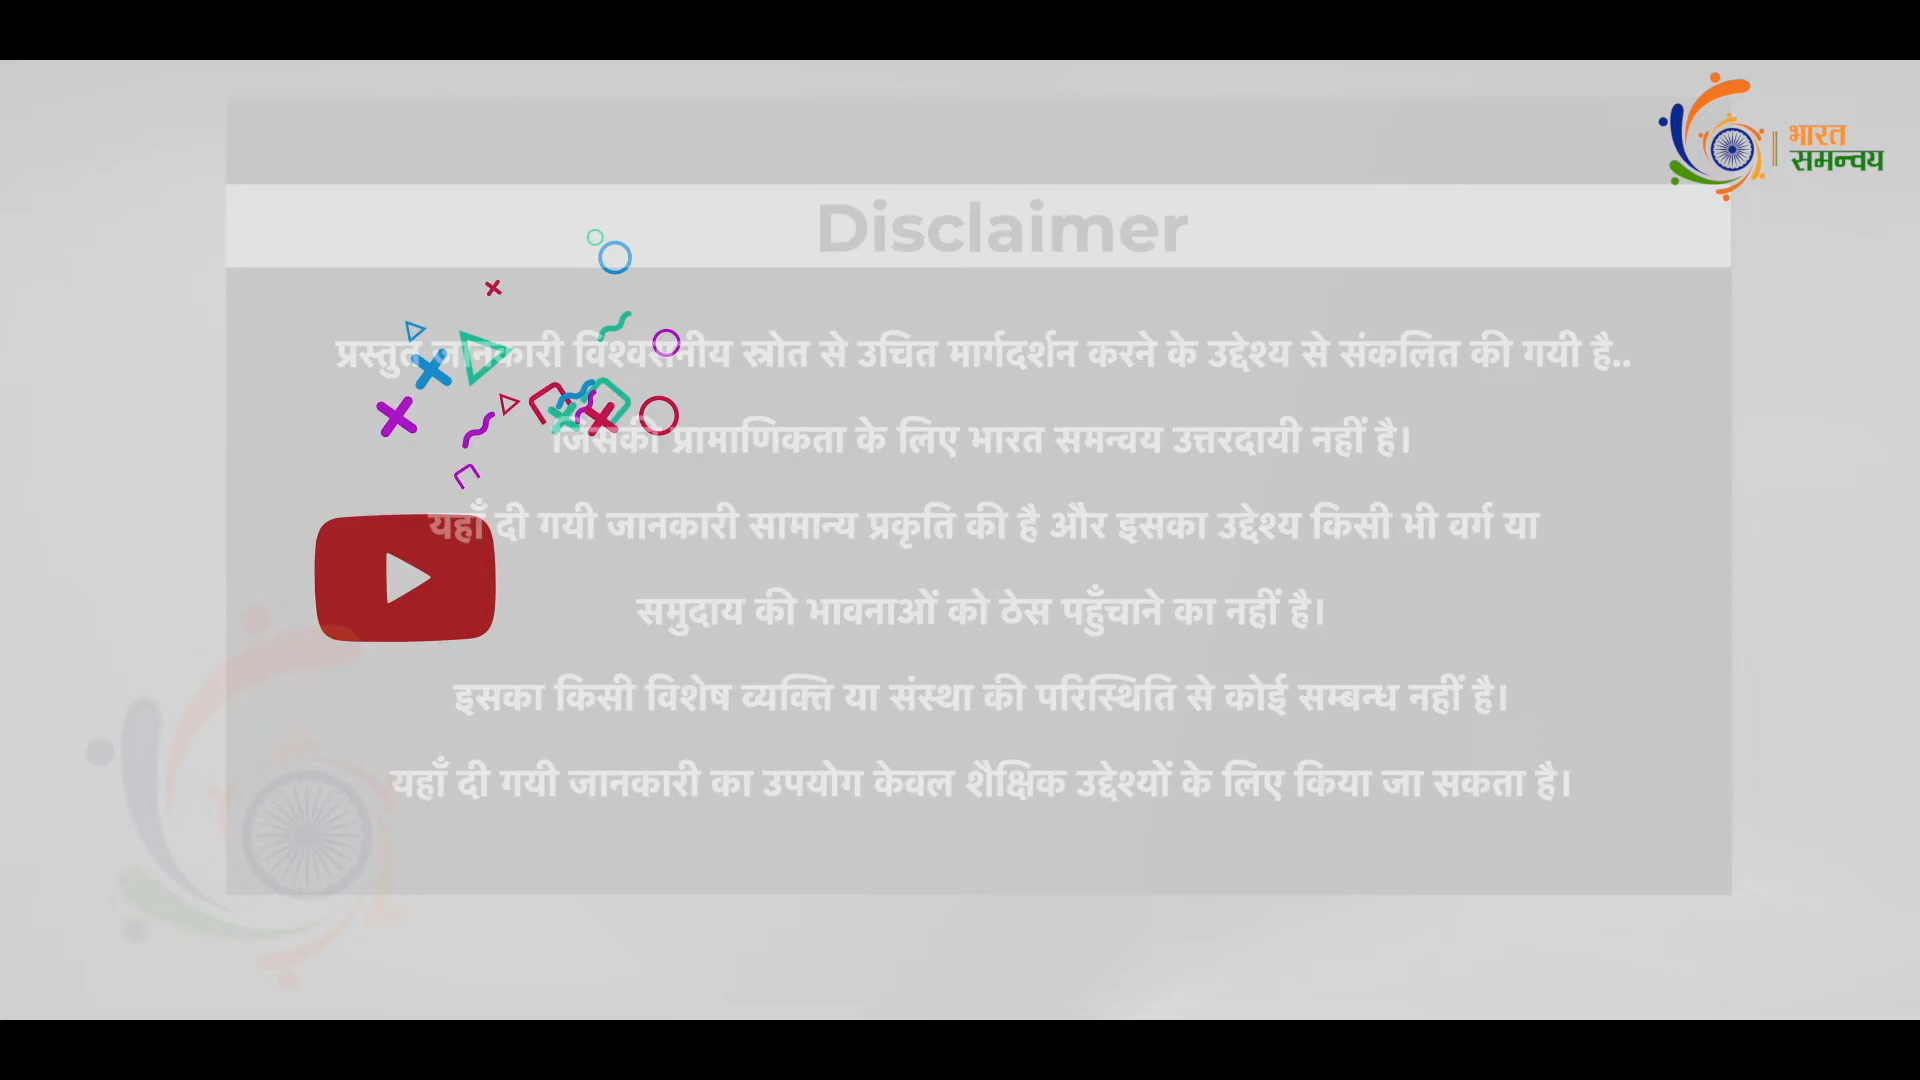 भारत
समन्वय
Disclaimer
प्रस्तुत जानकारी विश्वसनीय स्त्रोत से उचित मार्गदर्शन करने के उद्देश्य से संकलित की गयी है..
जिसकी प्रामाणिकता के लिए भारत समन्वय उत्तरदायी नहीं है।
यहाँ दी गयी जानकारी सामान्य प्रकृति की है और इसका उद्देश्य किसी भी वर्ग या
समुदाय की भावनाओं को ठेस पहुँचाने का नहीं है।
इसका किसी विशेष व्यक्ति या संस्था की परिस्थिति से कोई सम्बन्ध नहीं है।
यहाँ दी गयी जानकारी का उपयोग केवल शैक्षिक उद्देश्यों के लिए किया जा सकता है।